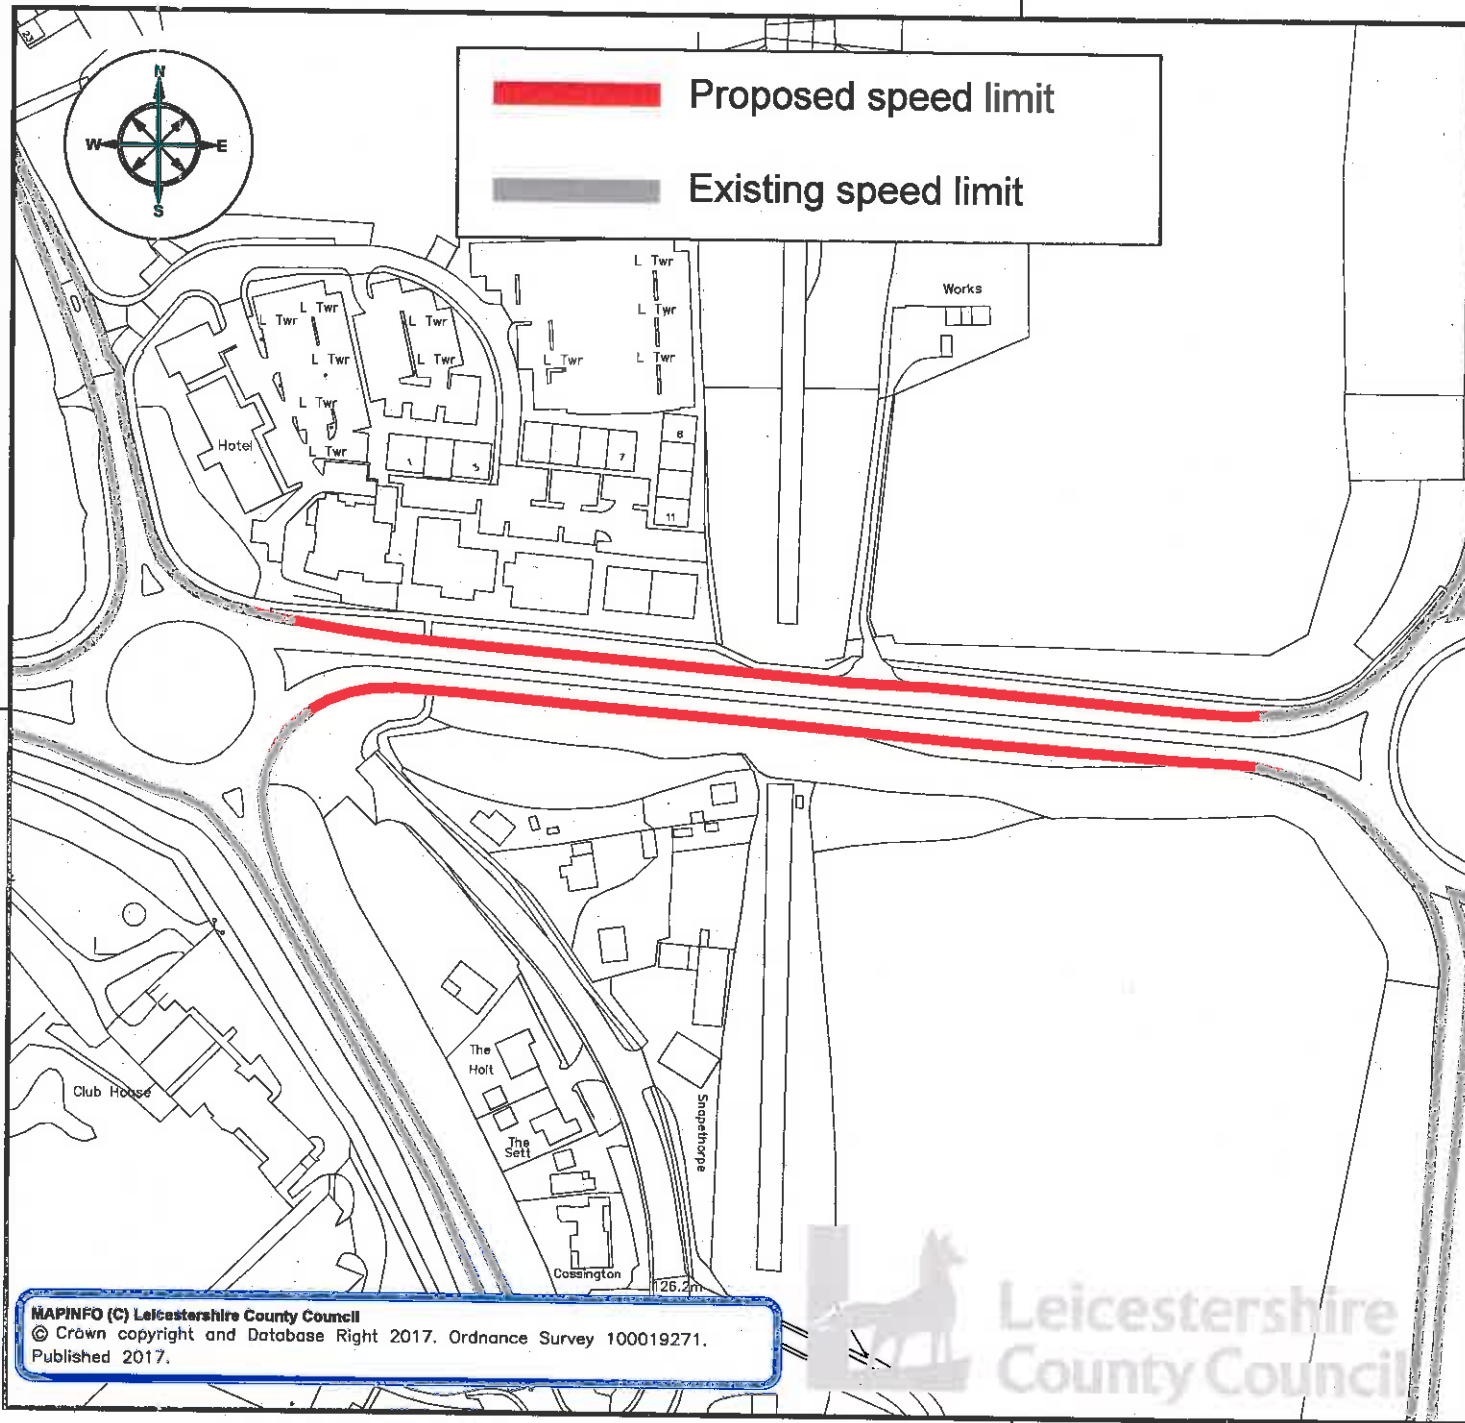 27
N
W
E
S
Proposed speed limit
Existing speed limit
L Twr
L Twr
L Twr
L Twr
L Twr
L Twr
L Twr
L Twr
L Twr
L Twr
L Twr
Works
Hotel
1
5
7
8
11
The
Holt
The
Sett
Snapethorpe
Club House
Cossington
126.2m
MAPINFO (C) Leicestershire County Council
© Crown copyright and Database Right 2017. Ordnance Survey 100019271.
Published 2017.
Leicestershire
County Council